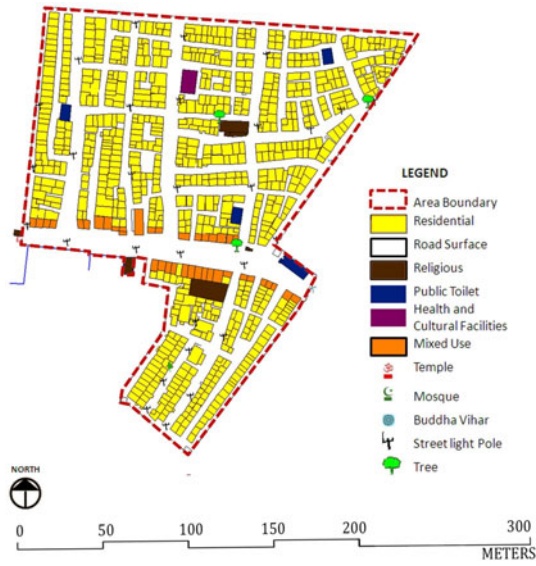 LEGEND
Area Boundary
Residential
Road Surface
Religious
Public Toilet
Health and
Cultural Facilities
Mixed Use
Temple
Mosque
Buddha Vihar
Street light Pole
Tree
NORTH
0 50 100 150 200 300
METERS